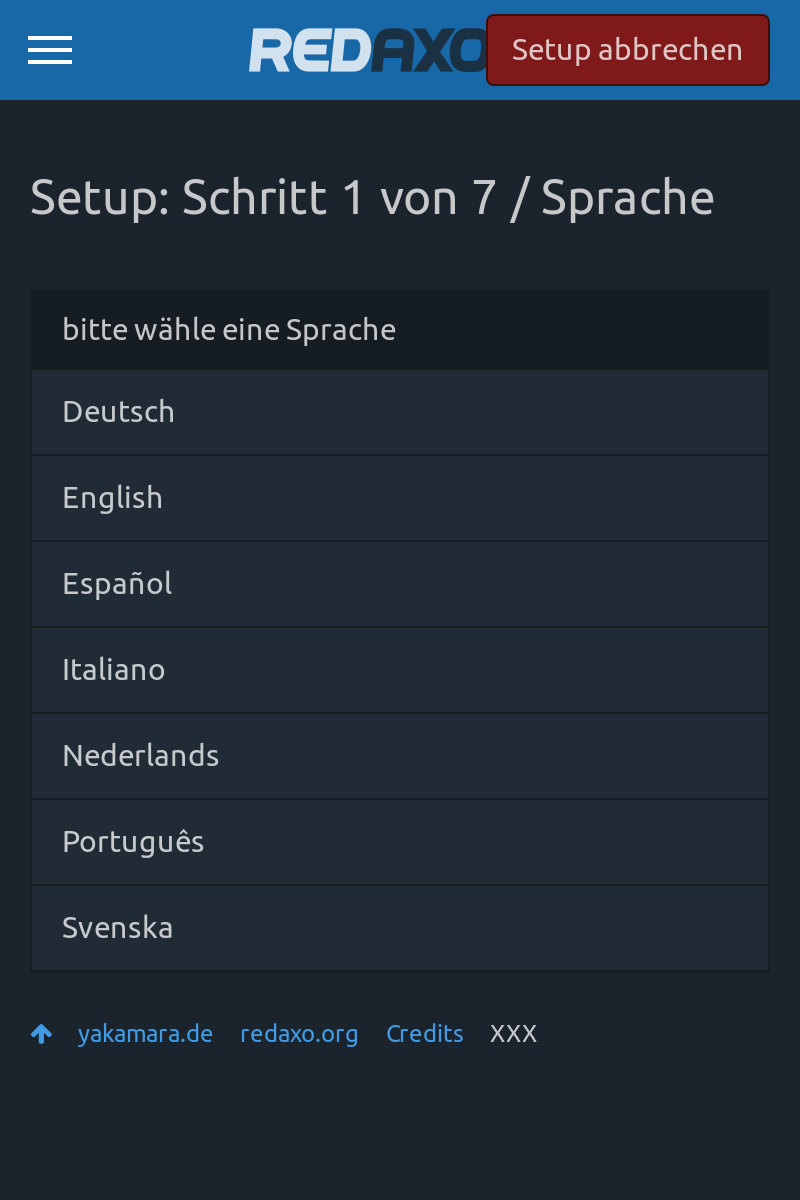 REDAXO
Setup abbrechen
Setup: Schritt 1 von 7 / Sprache
bitte wähle eine Sprache
Deutsch
English
Español
Italiano
Nederlands
Português
Svenska
yakamara.de redaxo.org Credits XXX